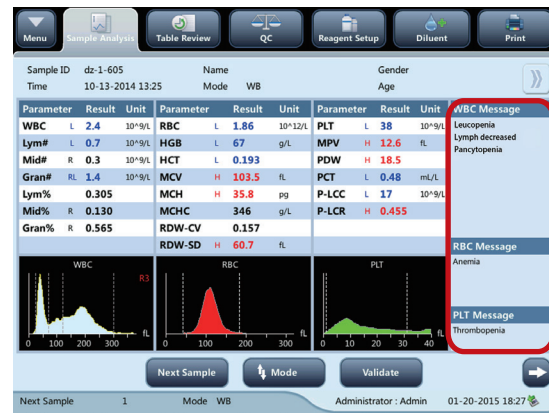 Menu Sample Analysis Table Review QC Reagent Setup Diluent Print
Sample ID dz-1-605 Name Gender
Time 10-13-2014 13:25 Mode WB Age
Parameter Result Unit Parameter Result Unit Parameter Result Unit WBC Message
WBC L 2.4 10^9/L RBC L 1.86 10^12/L PLT L 38 10^9/L Leucopenia
Lym# L 0.7 10^9/L HGB L 67 g/L MPV H 12.6 fL Lymph decreased
Mid# R 0.3 10^9/L HCT L 0.193 PDW H 18.5 Pancytopenia
Gran# RL 1.4 10^9/L MCV H 103.5 fL PCT L 0.48 mL/L
Lym% 0.305 MCH H 35.8 pg P-LCC L 17 10^9/L
Mid% R 0.130 MCHC 346 g/L P-LCR H 0.455
Gran% R 0.565 RDW-CV 0.157
RDW-SD H 60.7 fL RBC Message
WBC RBC PLT Anemia
R3
PLT Message
Thrombopenia
0 100 200 300 fL 0 100 200 300 fL 0 10 20 30 40 fL
Next Sample Mode Validate
Next Sample 1 Mode WB Administrator : Admin 01-20-2015 18:27